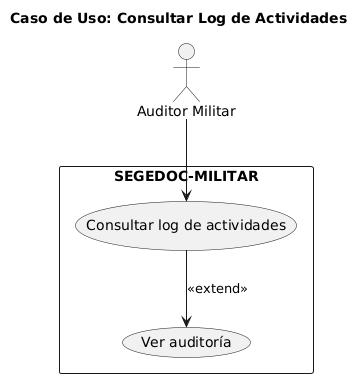 Caso de Uso: Consultar Log de Actividades
Auditor Militar
SEGEDOC-MILITAR
Consultar log de actividades
«extend»
Ver auditoría